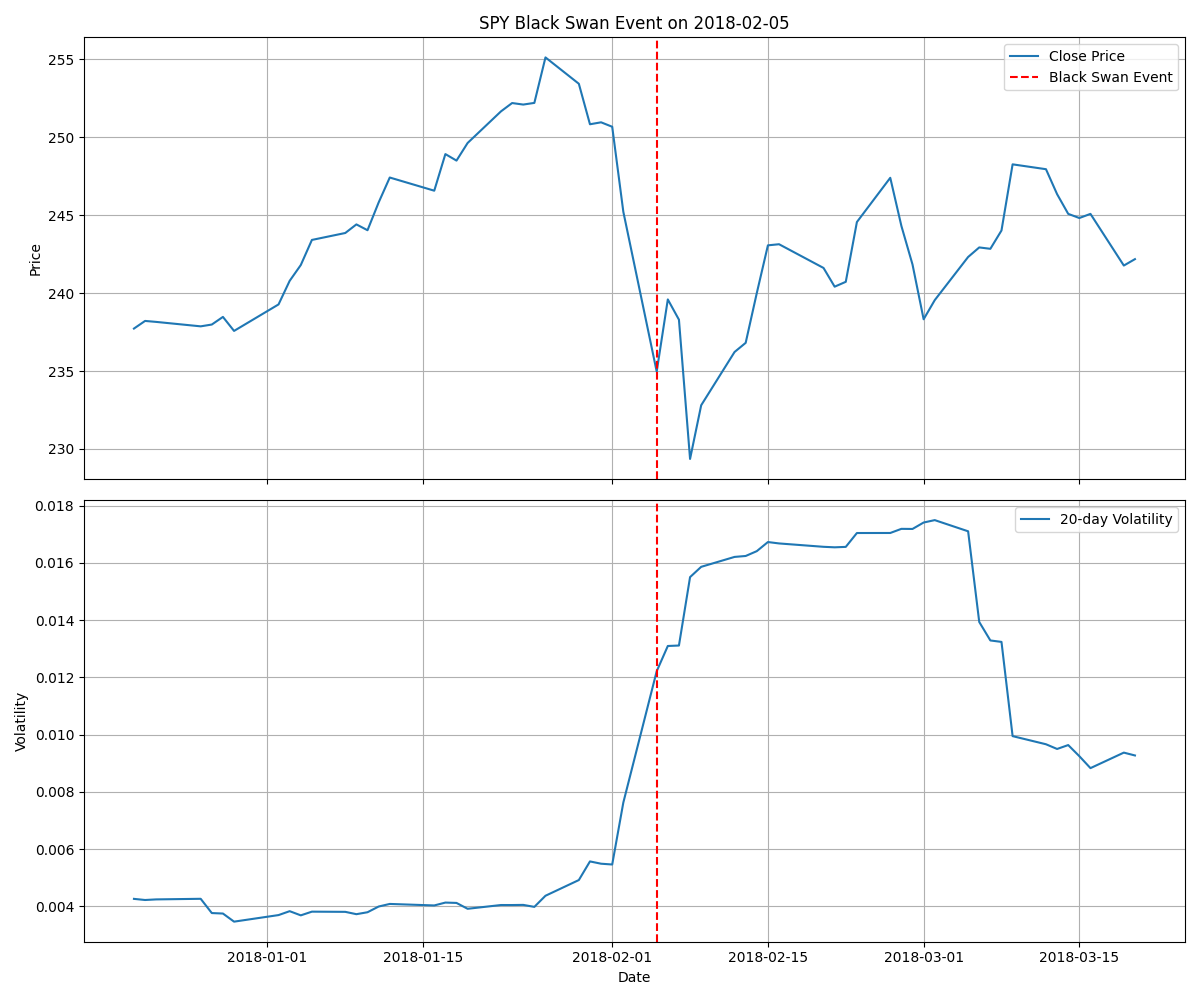 SPY Black Swan Event on 2018-02-05
Close Price
Black Swan Event
255
250
245
240
235
230
Price
20-day Volatility
0.018
0.016
0.014
0.012
0.010
0.008
0.006
0.004
Volatility
2018-01-01
2018-01-15
2018-02-01
2018-02-15
2018-03-01
2018-03-15
Date